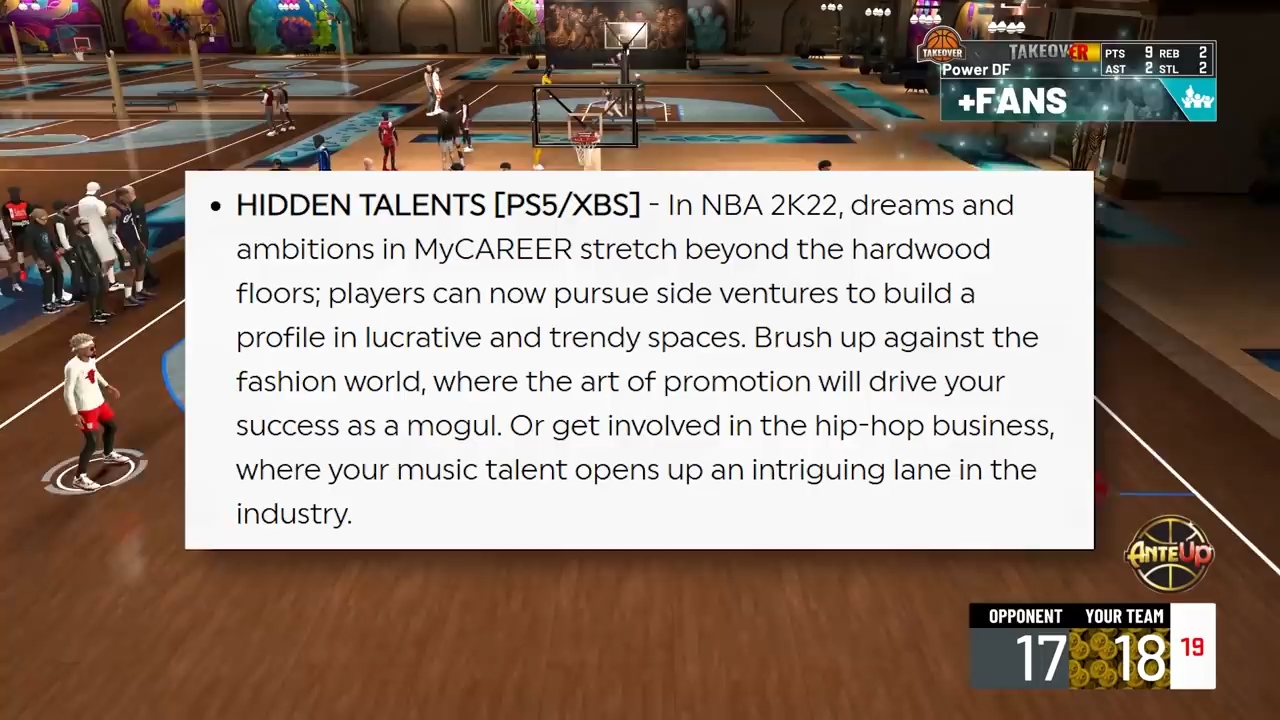 TAKEOVER
TAKEOVER
PTS 9 REB 2
Power DF
AST 2 STL 2
+FANS
• HIDDEN TALENTS [PS5/XBS] - In NBA 2K22, dreams and
ambitions in MyCAREER stretch beyond the hardwood
floors; players can now pursue side ventures to build a
profile in lucrative and trendy spaces. Brush up against the
fashion world, where the art of promotion will drive your
success as a mogul. Or get involved in the hip-hop business,
where your music talent opens up an intriguing lane in the
industry.
ANTEUP
OPPONENT YOUR TEAM
17 18 19